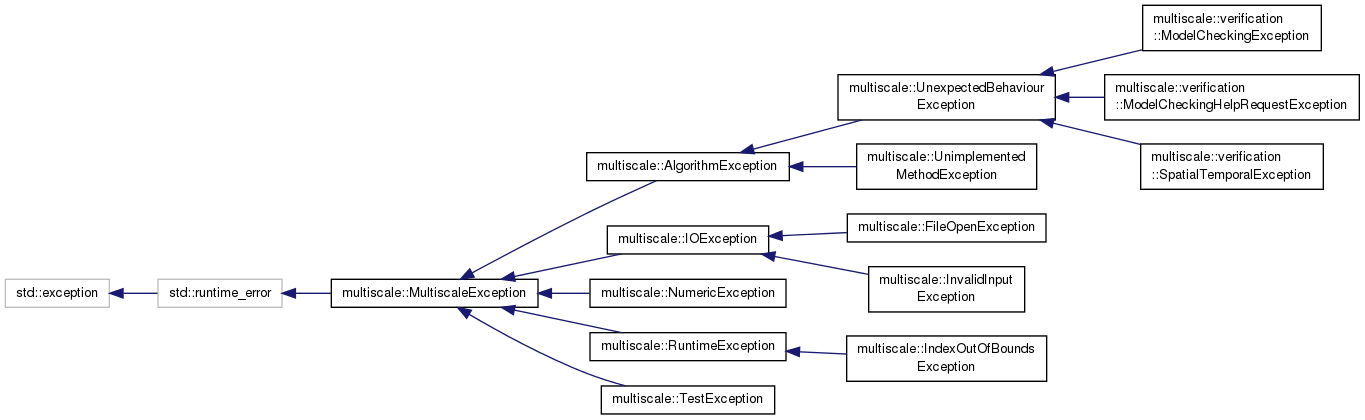 multiscale::verification
::ModelCheckingException
multiscale::UnexpectedBehaviour
Exception
multiscale::verification
::ModelCheckingHelpRequestException
multiscale::AlgorithmException
multiscale::Unimplemented
MethodException
multiscale::verification
::SpatialTemporalException
multiscale::IOException
multiscale::FileOpenException
std::exception
std::runtime_error
multiscale::MultiscaleException
multiscale::NumericException
multiscale::InvalidInput
Exception
multiscale::RuntimeException
multiscale::IndexOutOfBounds
Exception
multiscale::TestException